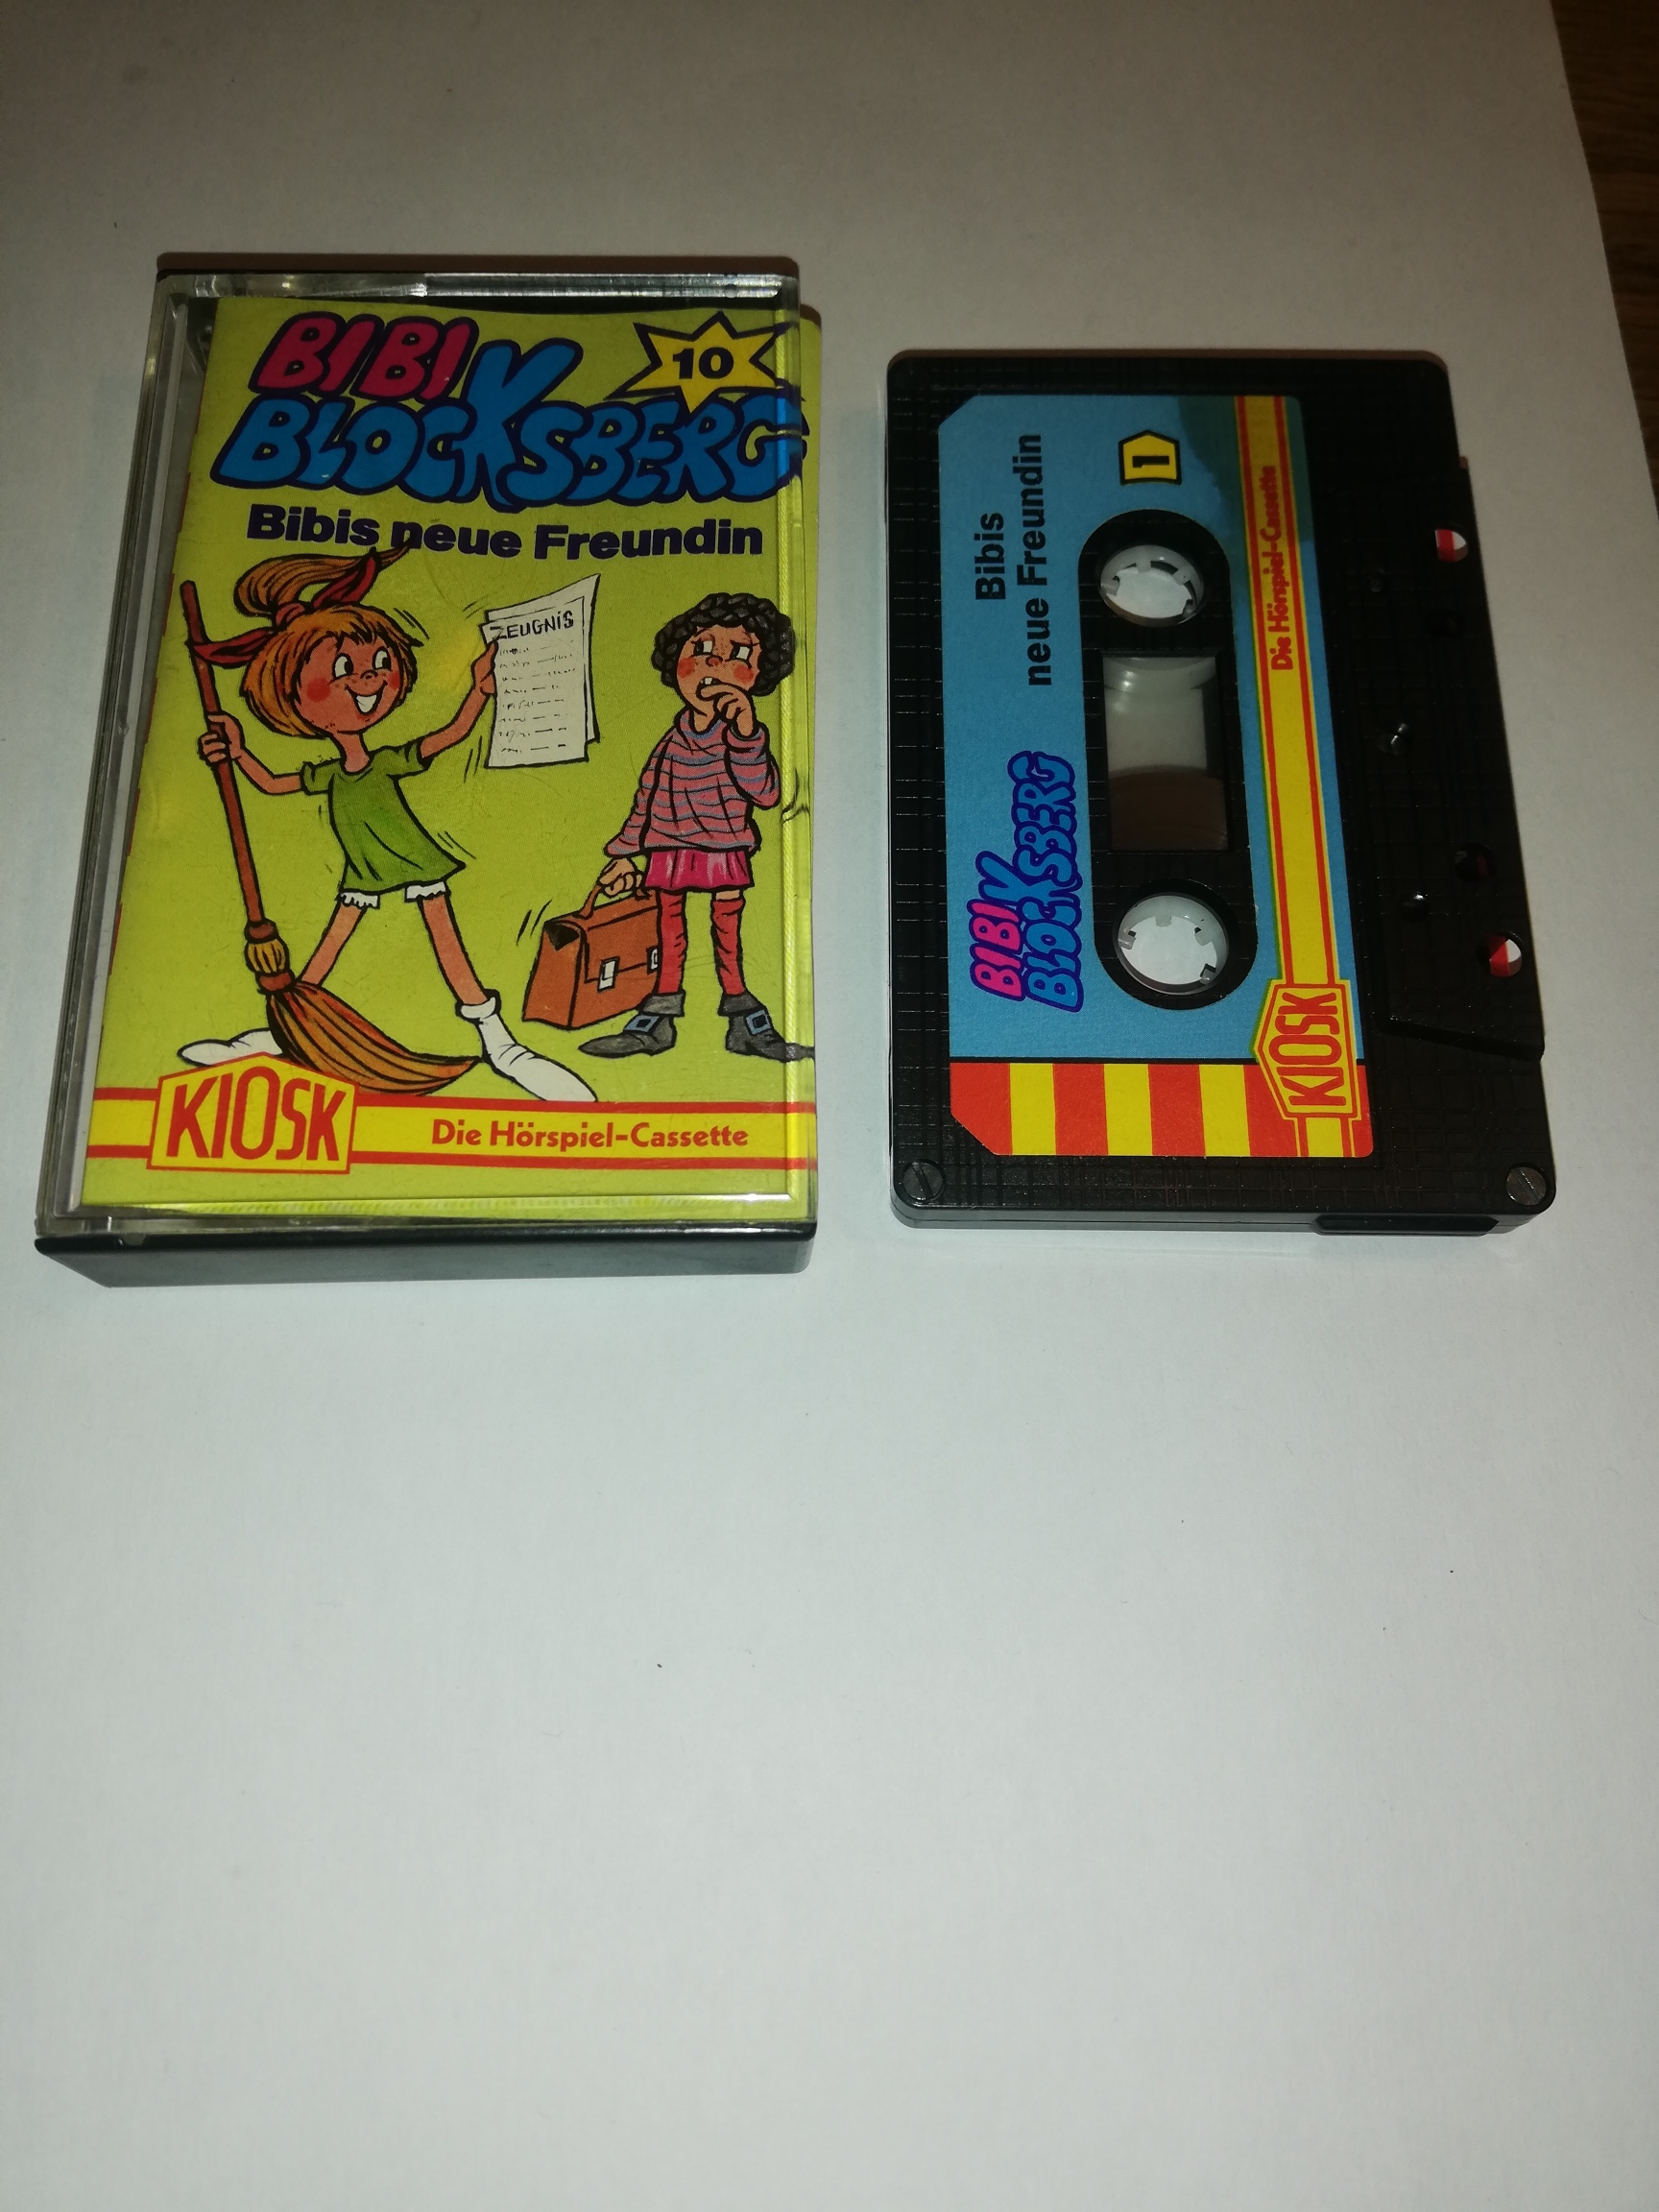 BIBI
BLOCKSBERG
10
Bibis neue Freundin
ZEUGNIS
KIOSK
Die Hörspiel-Cassette
BIBI
BLOCKSBERG
Bibis
neue Freundin
1
KIOSK
Die Hörspiel-Cassette